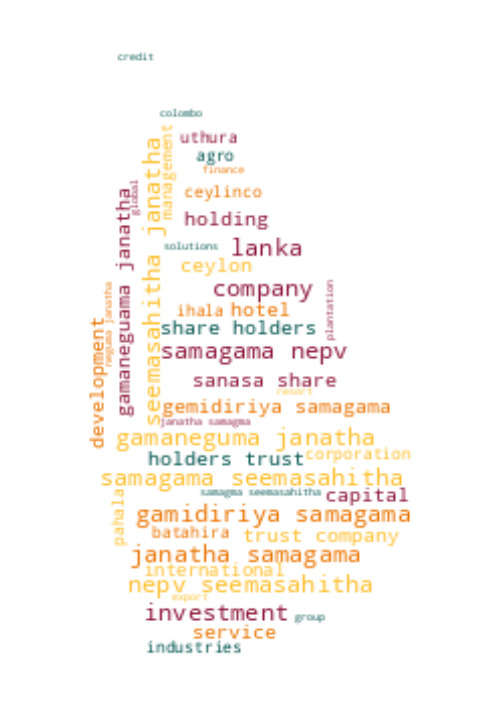 credit
colombo
uthura
agro
finance
management
seemasahitha janatha
global
gamaneguama janatha
ceylinco
holding
solutions
lanka
ceylon
company
plantation
ihala
hotel
share holders
neguma janatha
development
samagama nepv
sanasa share
resort
gemidiriya samagama
janatha samagma
gamaneguma janatha
holders trust
corporation
samagama seemasahitha
samagma seemasahitha
capital
pahala
gamidiriya samagama
batahira
trust company
janatha samagama
international
nepv seemasahitha
export
investment
group
service
industries